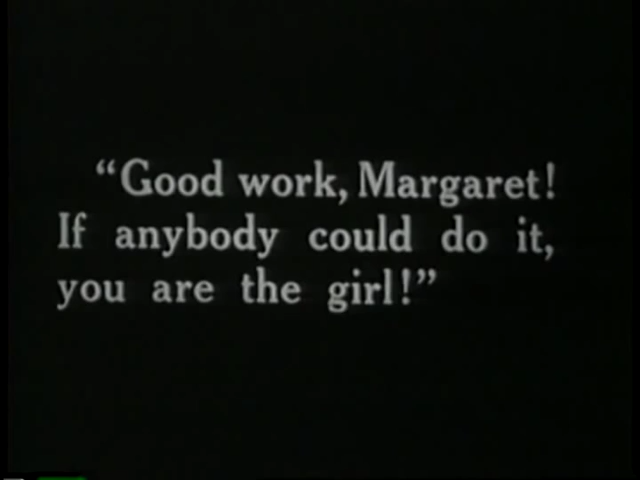 “Good work, Margaret!
If anybody could do it,
you are the girl!”